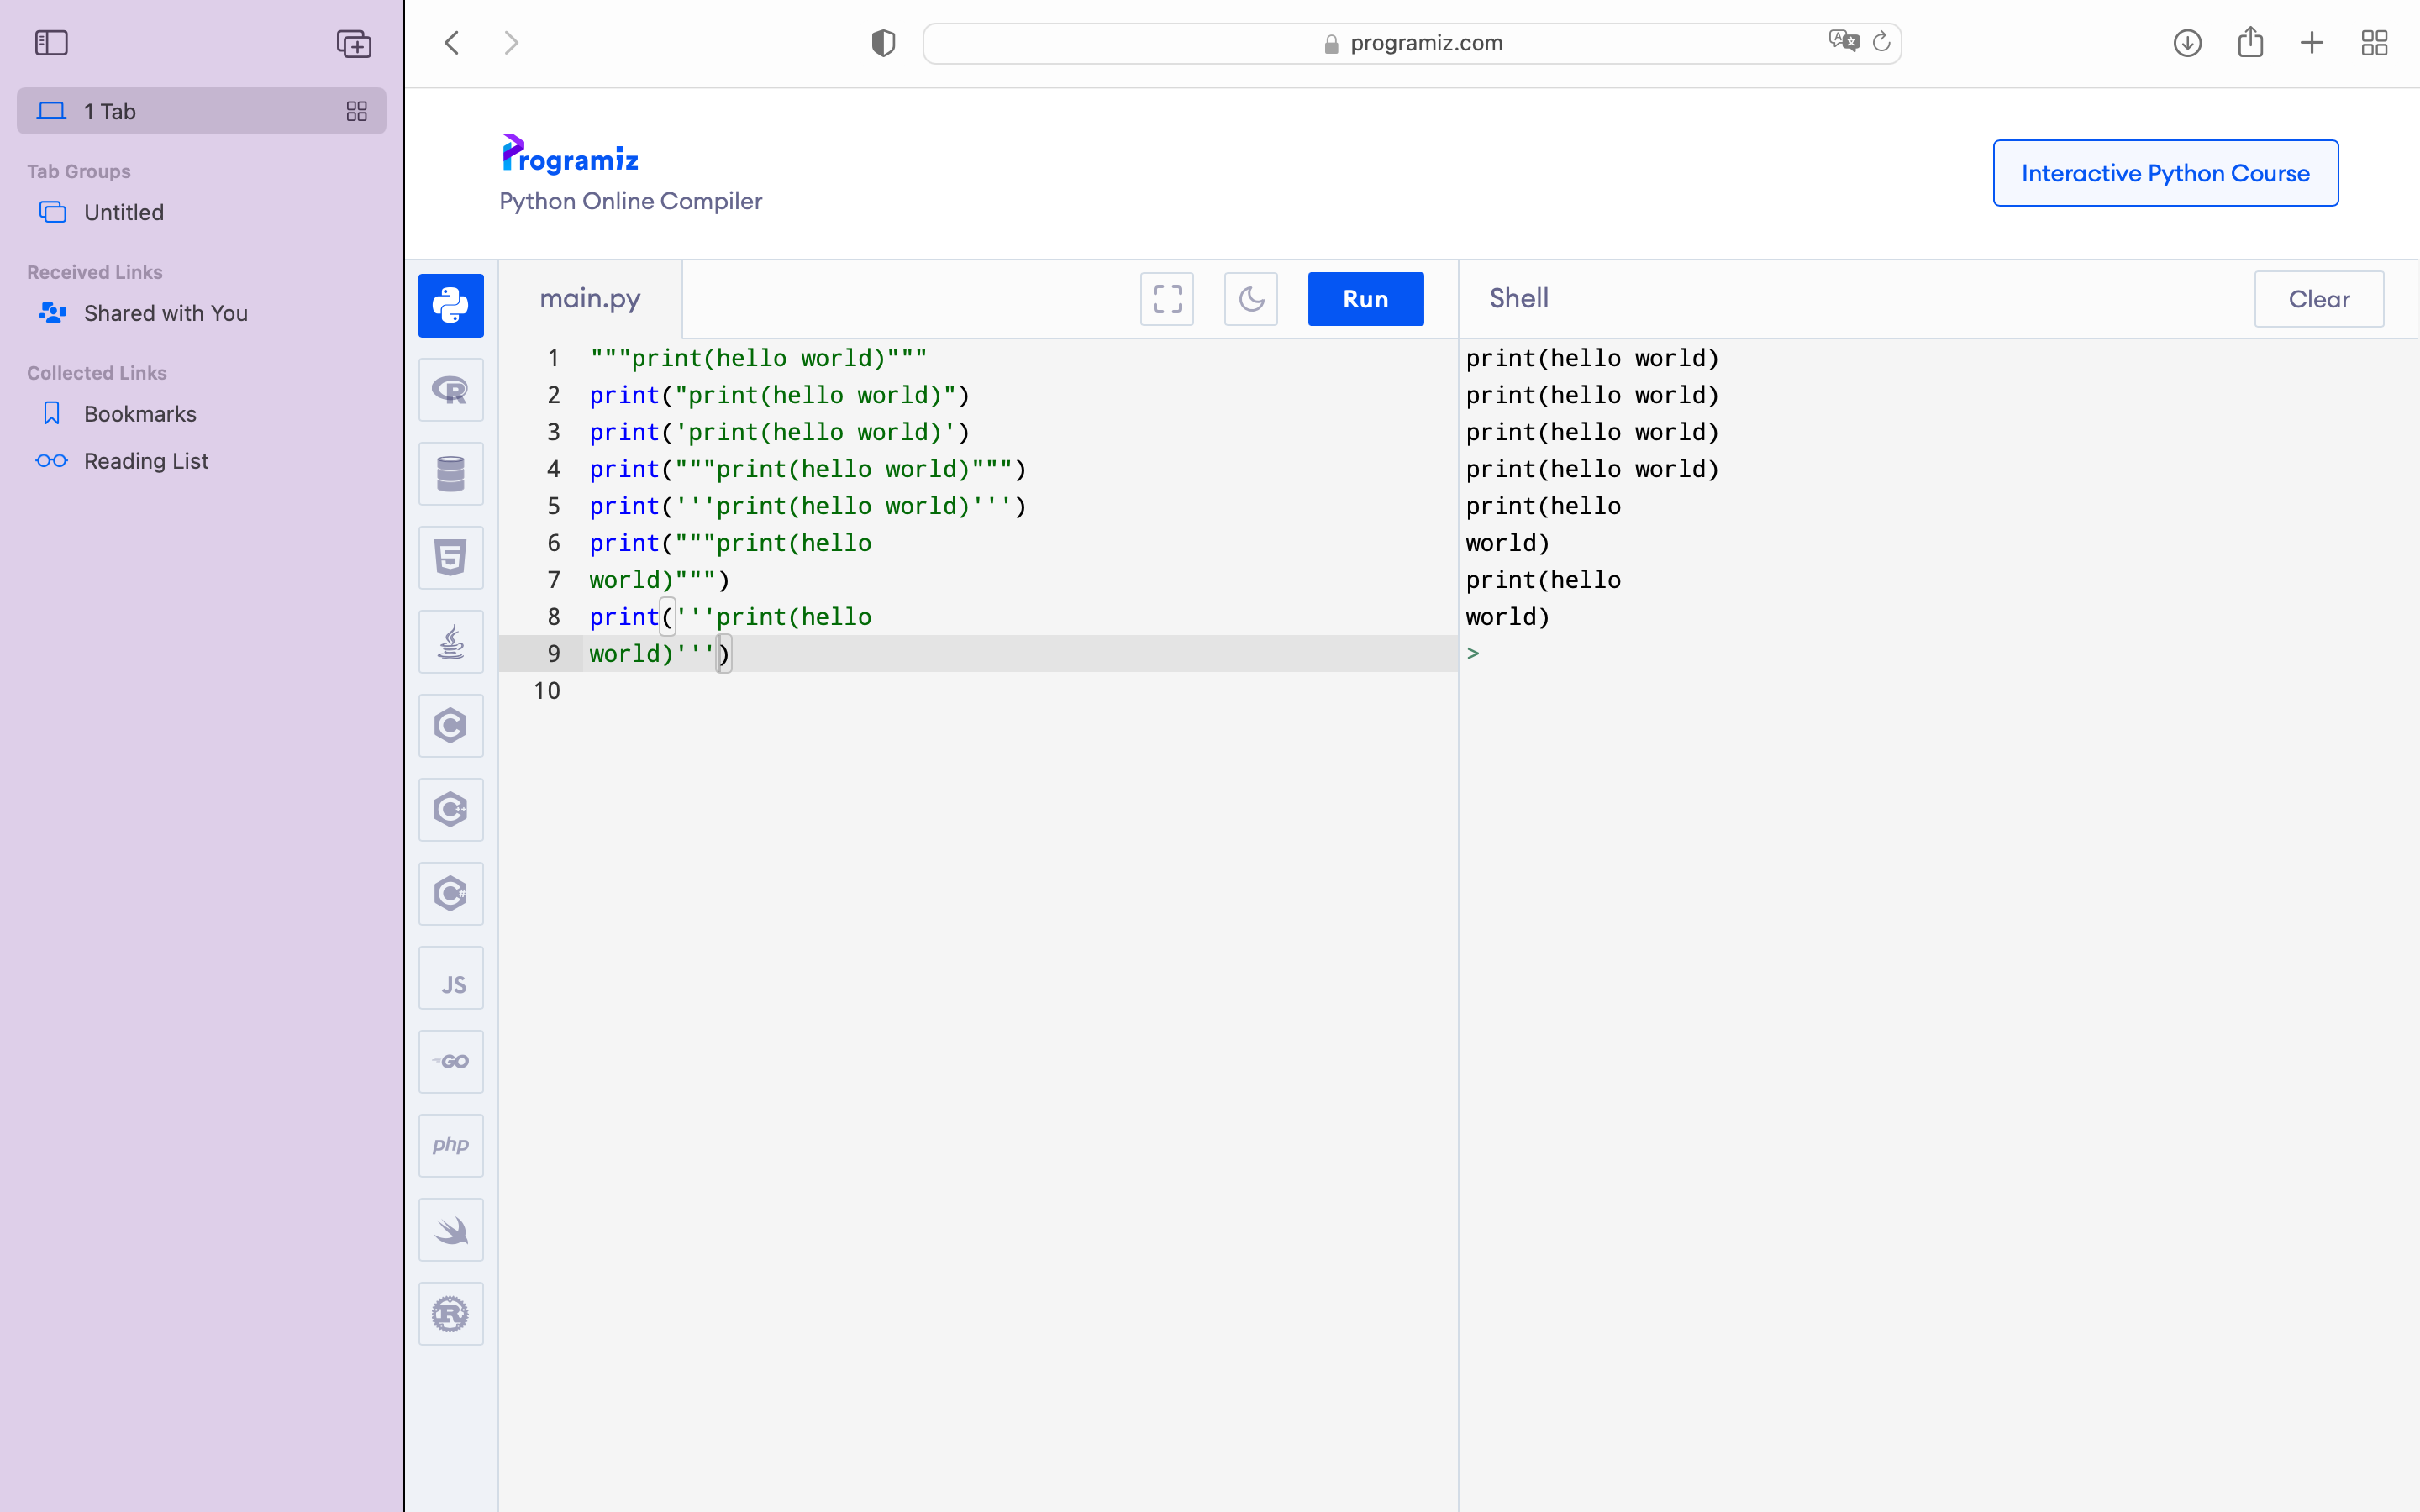 1 Tab
Tab Groups
Untitled
Received Links
Shared with You
Collected Links
Bookmarks
Reading List
programiz.com
Programiz
Python Online Compiler
Interactive Python Course
main.py
Run
Shell
Clear
1 """print(hello world)"""
2 print("print(hello world)")
3 print('print(hello world)')
4 print("""print(hello world)""")
5 print('''print(hello world)''')
6 print("""print(hello
7 world)""")
8 print('''print(hello
9 world)''')
10
print(hello world)
print(hello world)
print(hello world)
print(hello world)
print(hello
world)
print(hello
world)
>
R
5
C
C++
C#
JS
GO
php
R